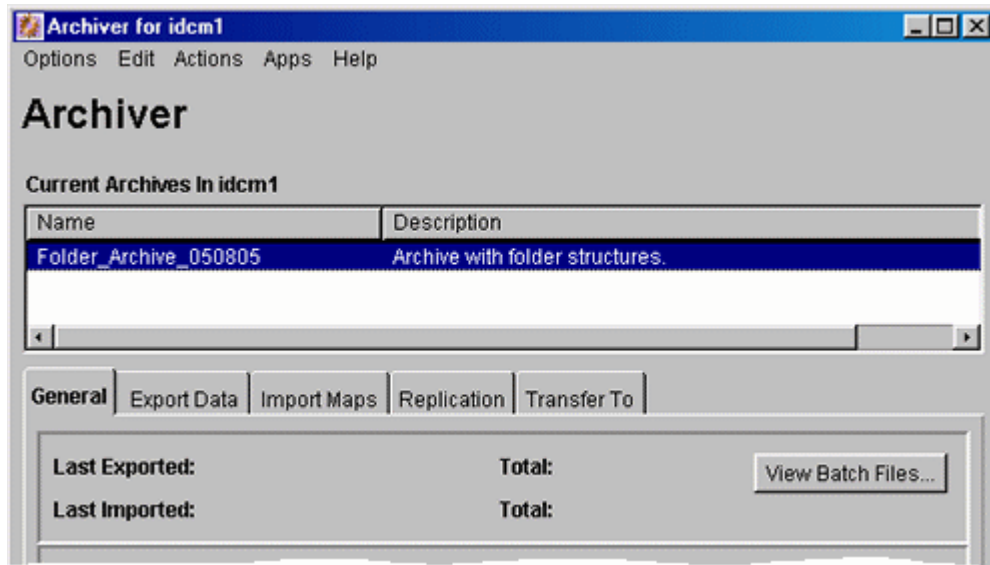 Archiver for idcm1
Options Edit Actions Apps Help
Archiver
Current Archives In idcm1
Name Description
Folder_Archive_050805 Archive with folder structures.
General Export Data Import Maps Replication Transfer To
Last Exported: Total: View Batch Files...
Last Imported: Total: